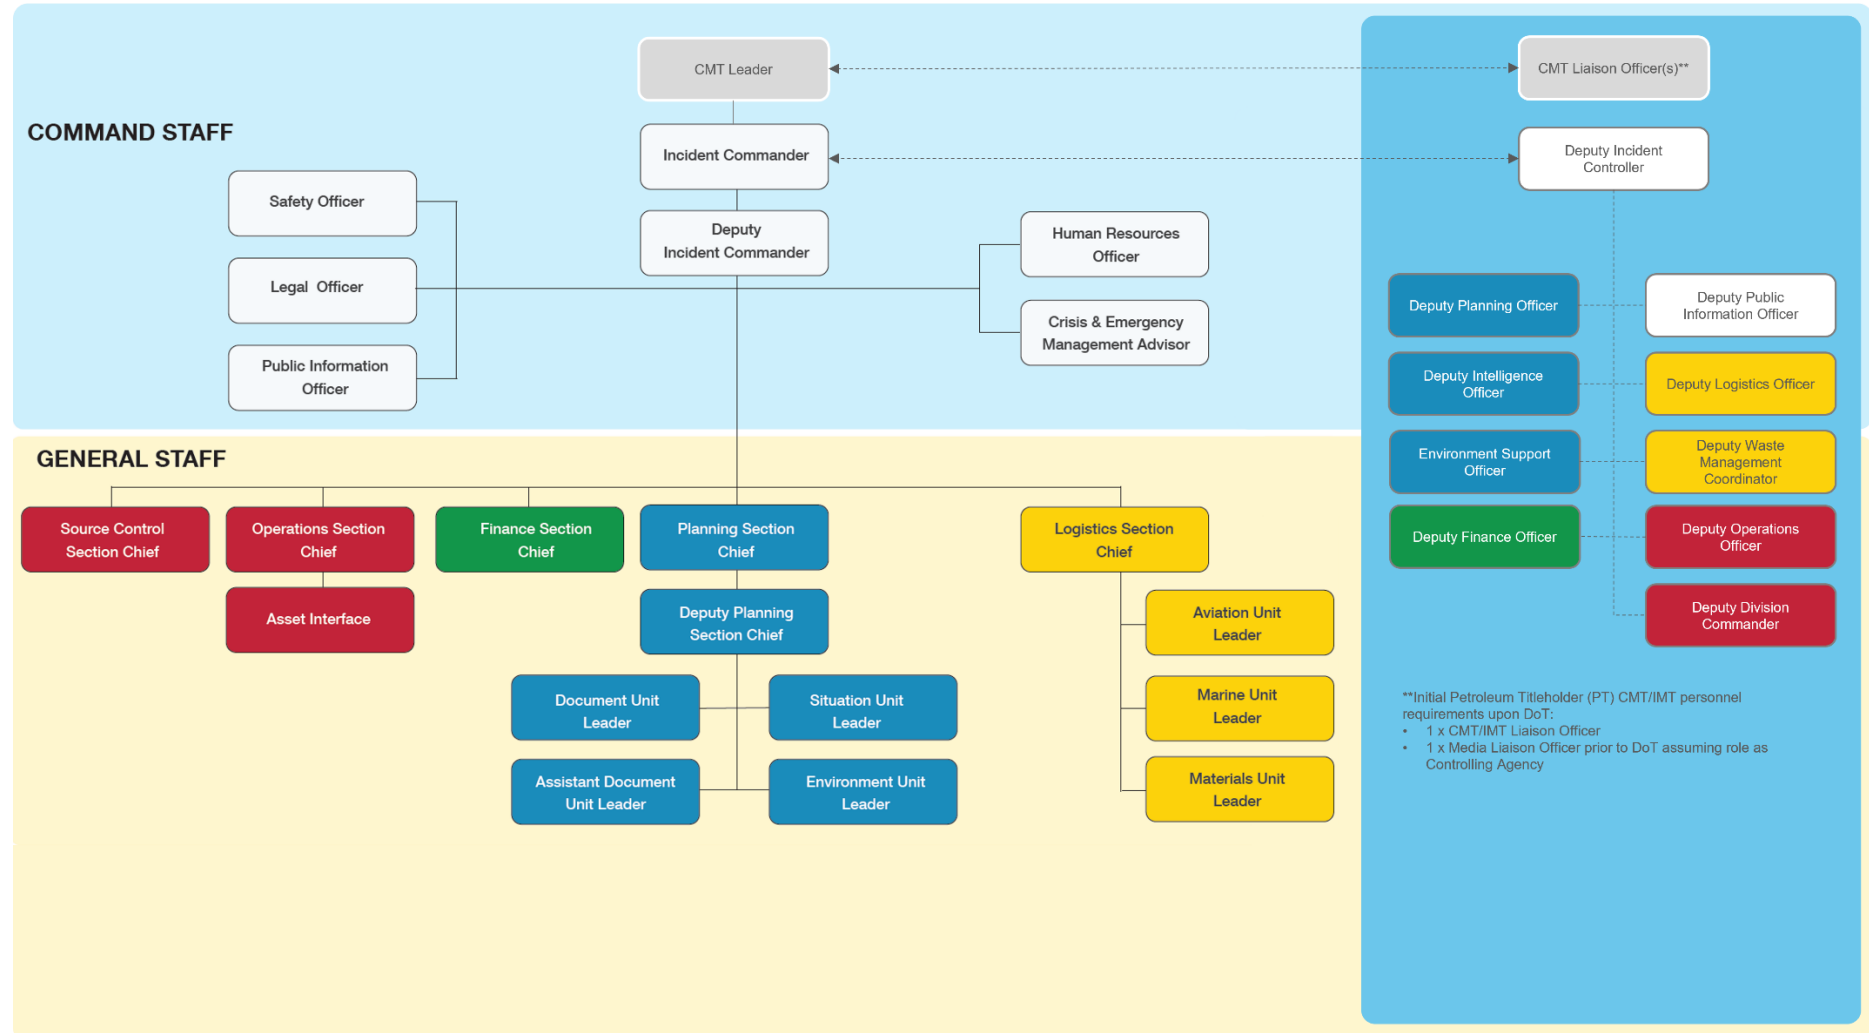 CMT Leader
CMT Liaison Officer(s)**
COMMAND STAFF
Incident Commander
Deputy Incident
Controller
Safety Officer
Deputy
Incident Commander
Human Resources
Officer
Legal Officer
Crisis & Emergency
Management Advisor
Public Information
Officer
Deputy Planning Officer
Deputy Public
Information Officer
Deputy Intelligence
Officer
Deputy Logistics Officer
GENERAL STAFF
Environment Support
Officer
Deputy Waste
Management
Coordinator
Source Control
Section Chief
Operations Section
Chief
Finance Section
Chief
Planning Section
Chief
Logistics Section
Chief
Deputy Finance Officer
Deputy Operations
Officer
Asset Interface
Deputy Planning
Section Chief
Aviation Unit
Leader
Deputy Division
Commander
Document Unit
Leader
Situation Unit
Leader
Marine Unit
Leader
Assistant Document
Unit Leader
Environment Unit
Leader
Materials Unit
Leader
**Initial Petroleum Titleholder (PT) CMT/IMT personnel
requirements upon DoT:
• 1 x CMT/IMT Liaison Officer
• 1 x Media Liaison Officer prior to DoT assuming role as
Controlling Agency